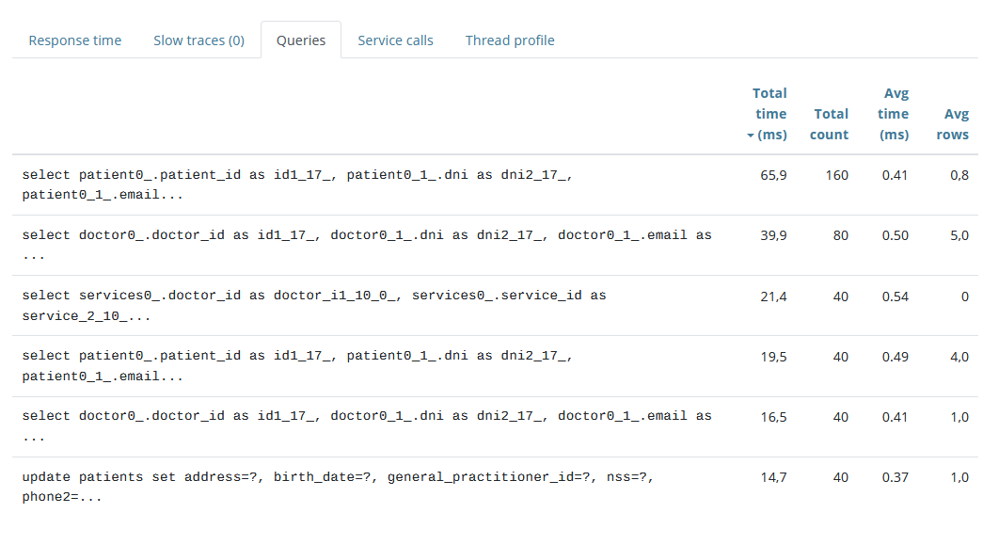 Response time Slow traces (0) Queries Service calls Thread profile
Total time (ms) Total count Avg time (ms) Avg rows
select patient0_.patient_id as id1_17_, patient0_1_.dni as dni2_17_, 65,9 160 0.41 0,8
patient0_1_.email...
select doctor0_.doctor_id as id1_17_, doctor0_1_.dni as dni2_17_, doctor0_1_.email as 39,9 80 0.50 5,0
...
select services0_.doctor_id as doctor_i1_10_0_, services0_.service_id as 21,4 40 0.54 0
service_2_10_...
select patient0_.patient_id as id1_17_, patient0_1_.dni as dni2_17_, 19,5 40 0.49 4,0
patient0_1_.email...
select doctor0_.doctor_id as id1_17_, doctor0_1_.dni as dni2_17_, doctor0_1_.email as 16,5 40 0.41 1,0
...
update patients set address=?, birth_date=?, general_practitioner_id=?, nss=?, 14,7 40 0.37 1,0
phone2=...